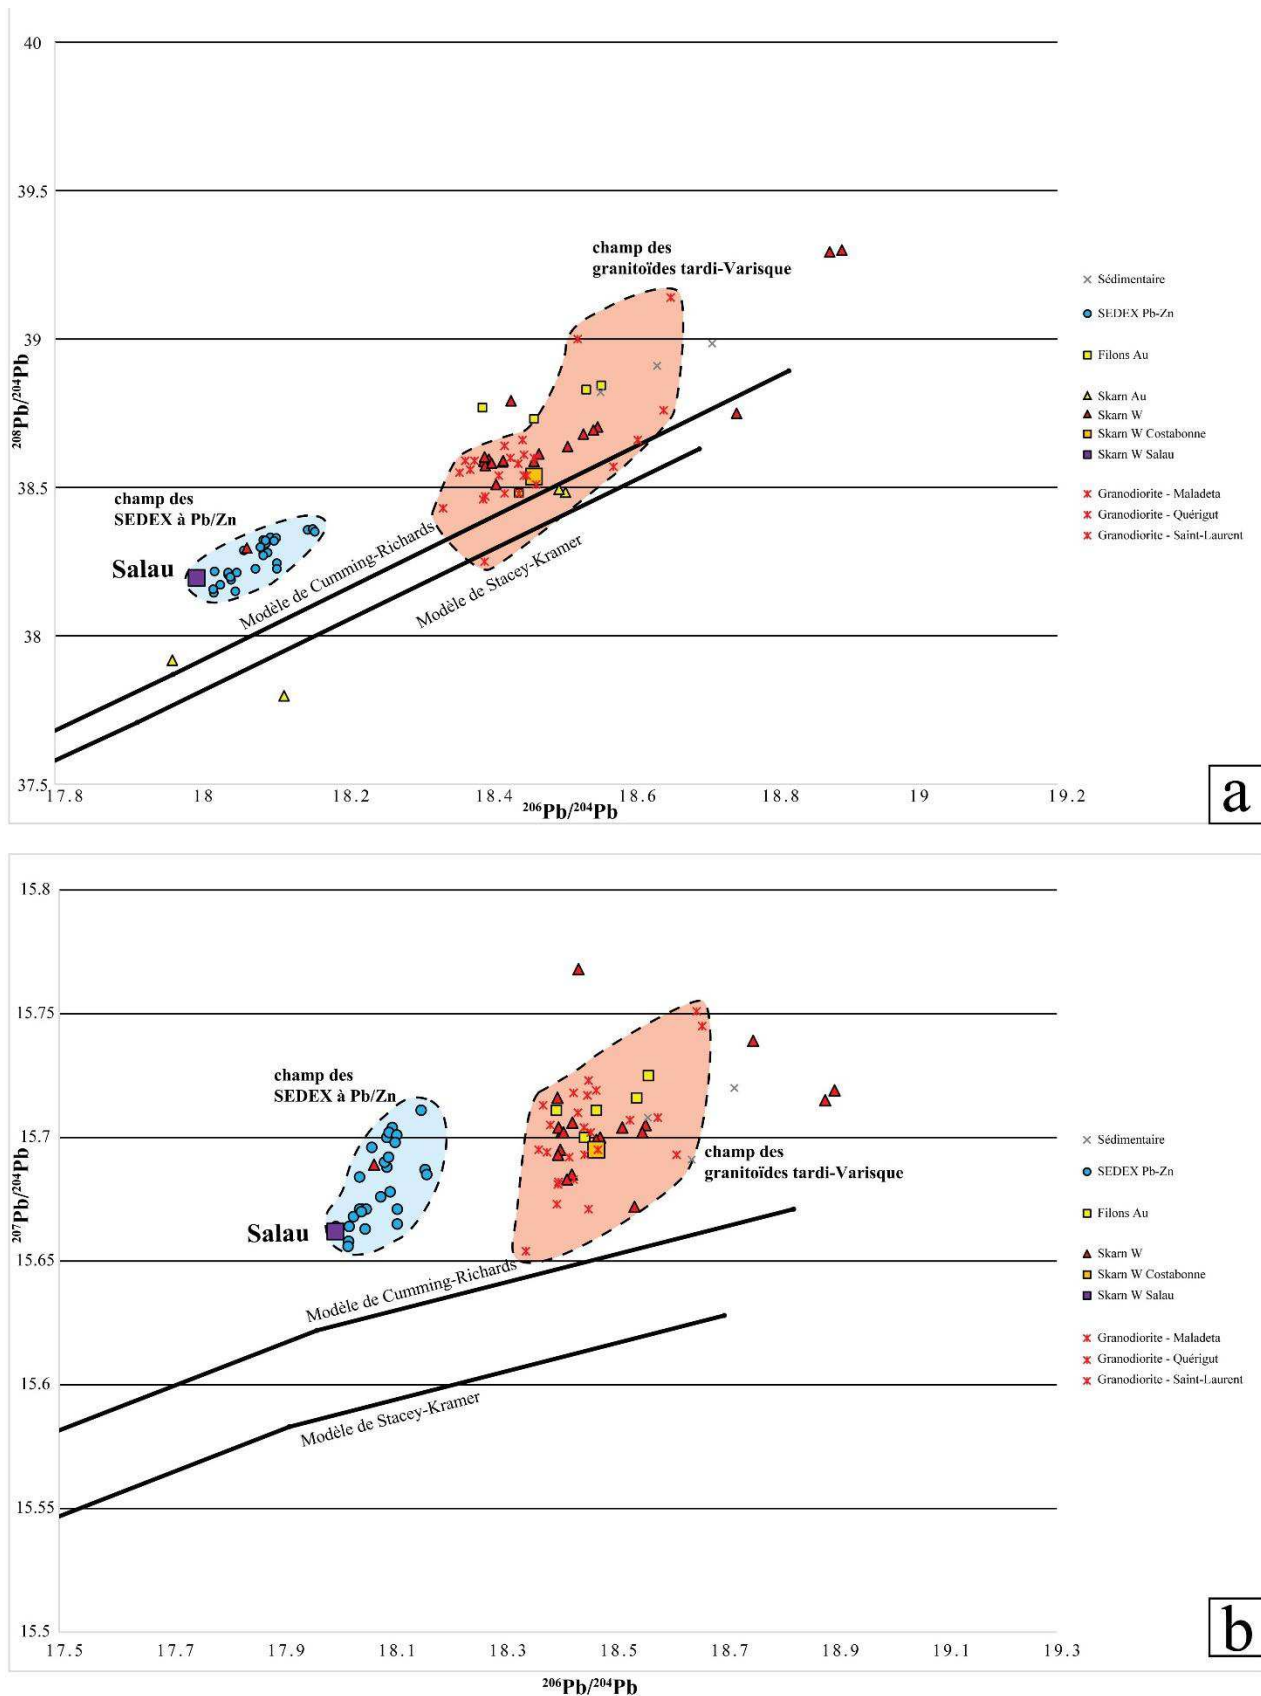 40
39.5
39
38.5
38
37.5
²⁰⁸Pb/²⁰⁴Pb
17.8
18
18.2
18.4
18.6
18.8
19
19.2
²⁰⁶Pb/²⁰⁴Pb
champ des
granitoïdes tardi-Varisque
champ des
SEDEX à Pb/Zn
Salau
Modèle de Cumming-Richards
Modèle de Stacey-Kramer
Sédimentaire
SEDEX Pb-Zn
Filons Au
Skarn Au
Skarn W
Skarn W Costabonne
Skarn W Salau
Granodiorite - Maladeta
Granodiorite - Quérigut
Granodiorite - Saint-Laurent
a
15.8
15.75
15.7
15.65
15.6
15.55
15.5
²⁰⁷Pb/²⁰⁴Pb
17.5
17.7
17.9
18.1
18.3
18.5
18.7
18.9
19.1
19.3
²⁰⁶Pb/²⁰⁴Pb
champ des
SEDEX à Pb/Zn
champ des
granitoïdes tardi-Varisque
Salau
Modèle de Cumming-Richards
Modèle de Stacey-Kramer
Sédimentaire
SEDEX Pb-Zn
Filons Au
Skarn W
Skarn W Costabonne
Skarn W Salau
Granodiorite - Maladeta
Granodiorite - Quérigut
Granodiorite - Saint-Laurent
b